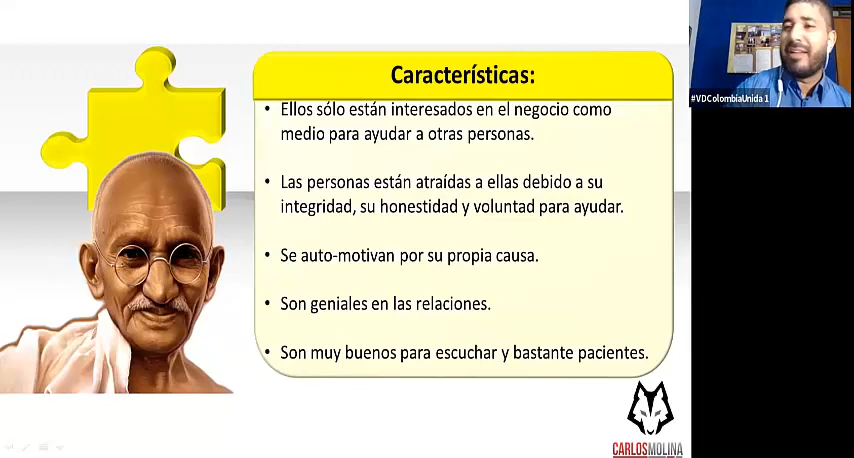 Características:
• Ellos sólo están interesados en el negocio como
medio para ayudar a otras personas.
• Las personas están atraídas a ellas debido a su
integridad, su honestidad y voluntad para ayudar.
• Se auto-motivan por su propia causa.
• Son geniales en las relaciones.
• Son muy buenos para escuchar y bastante pacientes.
#VDColombiaUnida 1
CARLOSMOLINA